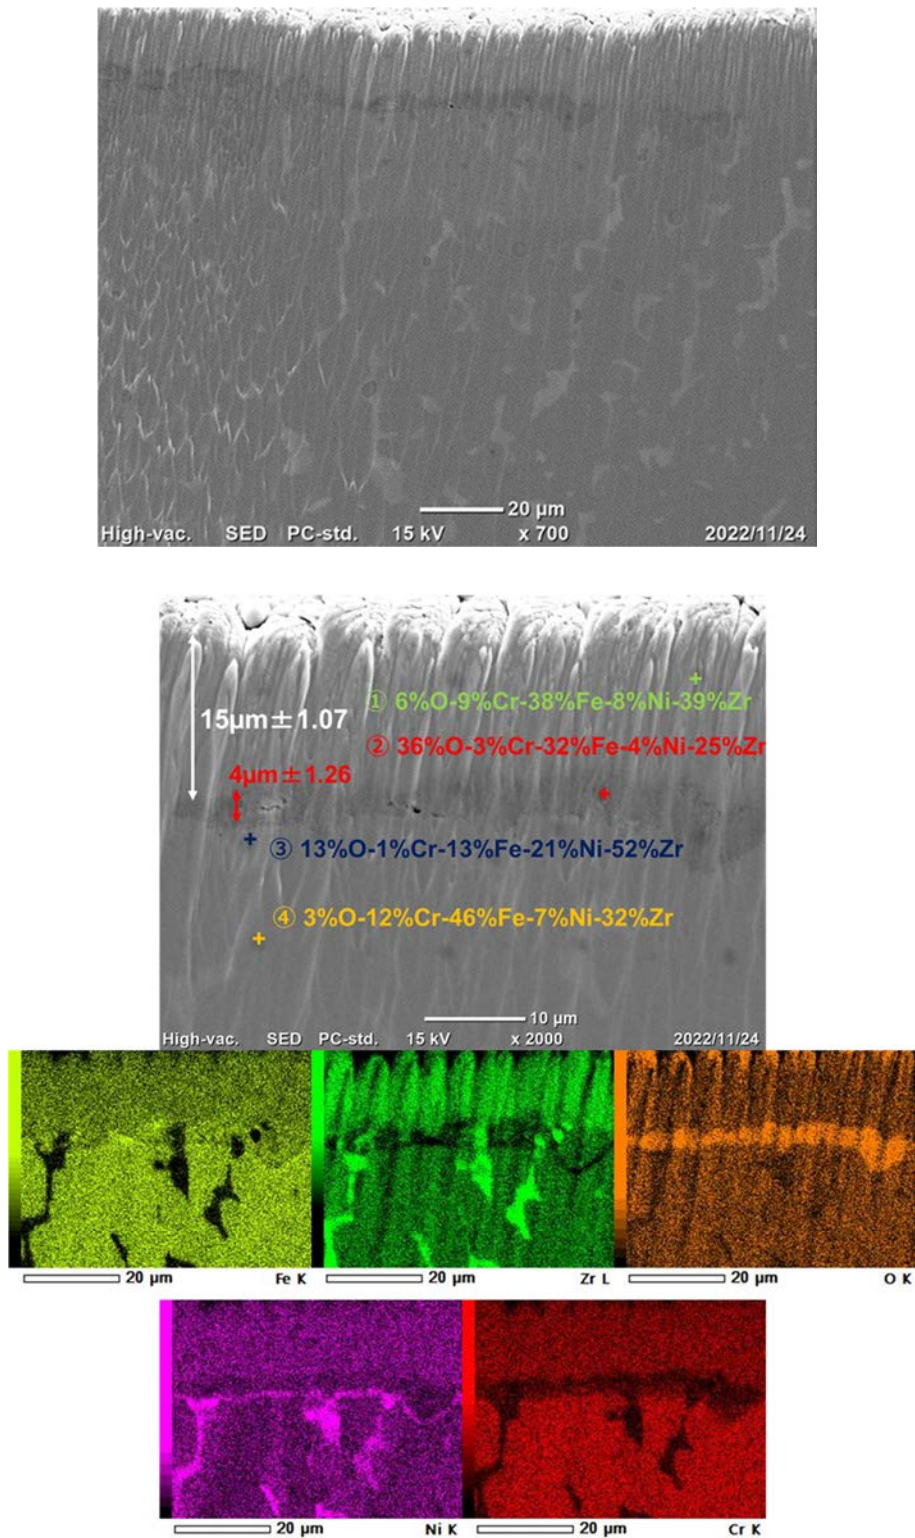 20 µm
High-vac. SED PC-std. 15 kV x 700 2022/11/24
① 6%O-9%Cr-38%Fe-8%Ni-39%Zr
15µm±1.07
② 36%O-3%Cr-32%Fe-4%Ni-25%Zr
4µm±1.26
③ 13%O-1%Cr-13%Fe-21%Ni-52%Zr
④ 3%O-12%Cr-46%Fe-7%Ni-32%Zr
10 µm
High-vac. SED PC-std. 15 kV x 2000 2022/11/24
20 µm Fe K
20 µm Zr L
20 µm O K
20 µm Ni K
20 µm Cr K